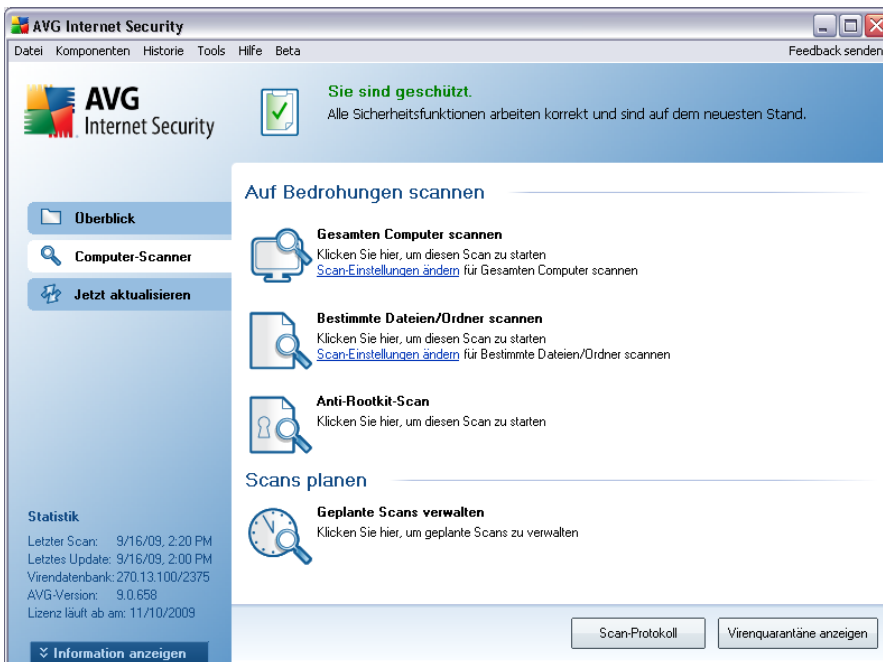 AVG Internet Security
Datei Komponenten Historie Tools Hilfe Beta Feedback senden
AVG
Internet Security
Sie sind geschützt.
Alle Sicherheitsfunktionen arbeiten korrekt und sind auf dem neuesten Stand.
Überblick
Computer-Scanner
Jetzt aktualisieren
Auf Bedrohungen scannen
Gesamten Computer scannen
Klicken Sie hier, um diesen Scan zu starten
Scan-Einstellungen ändern für Gesamten Computer scannen
Bestimmte Dateien/Ordner scannen
Klicken Sie hier, um diesen Scan zu starten
Scan-Einstellungen ändern für Bestimmte Dateien/Ordner scannen
Anti-Rootkit-Scan
Klicken Sie hier, um diesen Scan zu starten
Scans planen
Geplante Scans verwalten
Klicken Sie hier, um geplante Scans zu verwalten
Statistik
Letzter Scan: 9/16/09, 2:20 PM
Letztes Update: 9/16/09, 2:00 PM
Virendatenbank: 270.13.100/2375
AVG-Version: 9.0.658
Lizenz läuft ab am: 11/10/2009
Information anzeigen
Scan-Protokoll
Virenquarantäne anzeigen